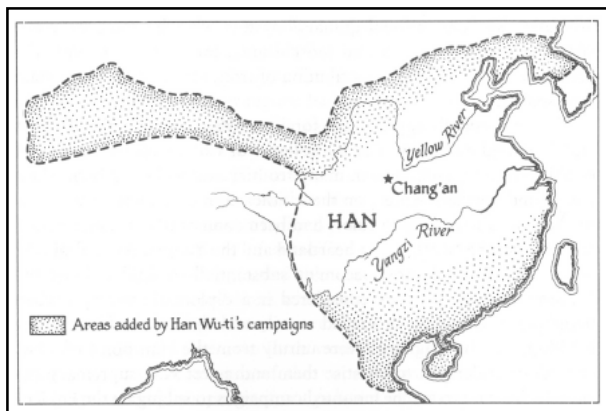 Yellow River
Chang'an
HAN
Yangzi River
Areas added by Han Wu-ti's campaigns